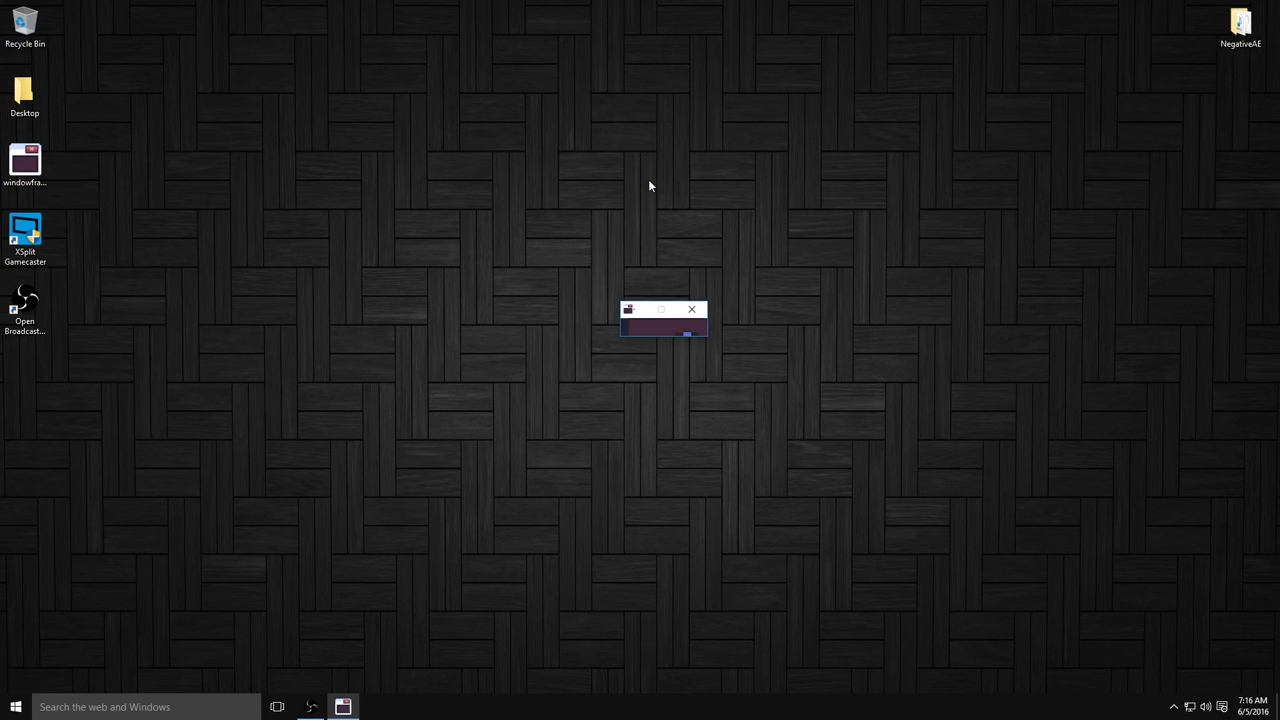 Recycle Bin
NegativeAE
Desktop
windowfra...
XSplit
Gamecaster
Open
Broadcast...
Search the web and Windows
7:16 AM
6/5/2016